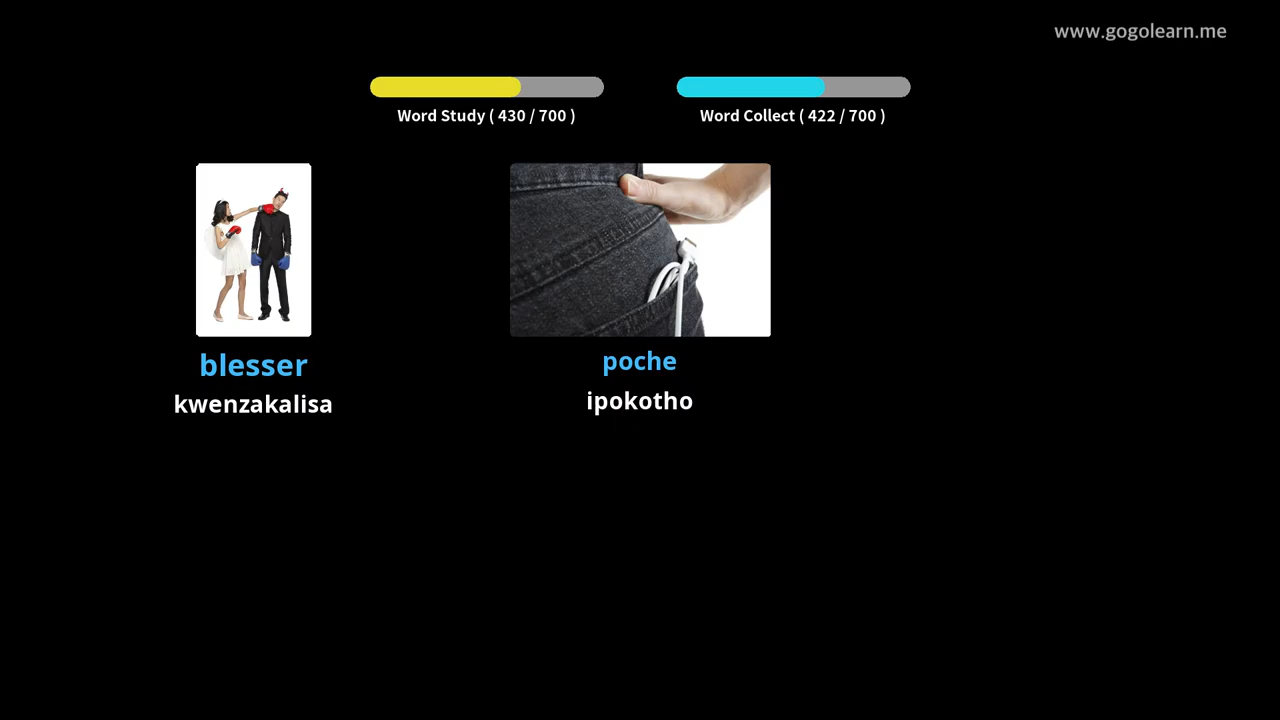 www.gogolearn.me
Word Study ( 430 / 700 )
Word Collect ( 422 / 700 )
blesser
kwenzakalisa
poche
ipokotho